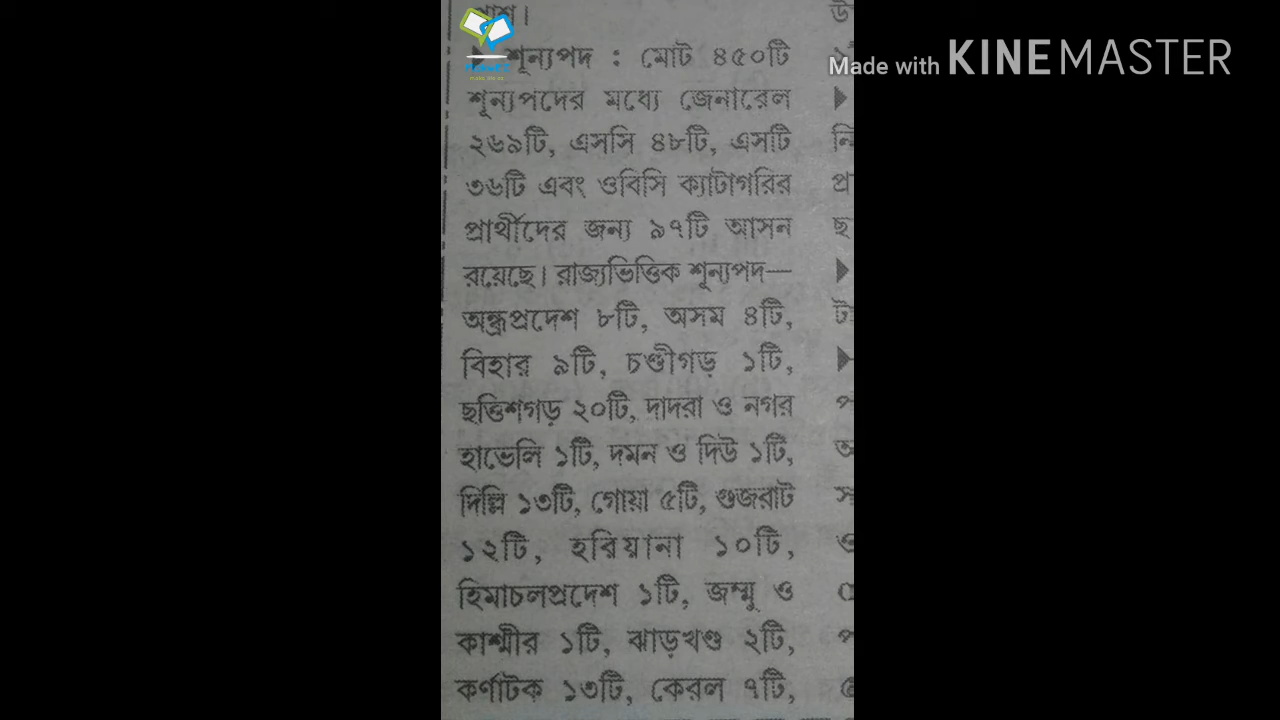 শূন্যপদ : মোট ৪৫০টি
শূন্যপদের মধ্যে জেনারেল
২৬৯টি, এসসি ৪৮টি, এসটি
৩৬টি এবং ওবিসি ক্যাটাগরির
প্রার্থীদের জন্য ৯৭টি আসন
রয়েছে। রাজ্যভিত্তিক শূন্যপদ—
অন্ধ্রপ্রদেশ ৮টি, অসম ৪টি,
বিহার ৯টি, চণ্ডীগড় ১টি,
ছত্তিশগড় ২০টি, দাদরা ও নগর
হাভেলি ১টি, দমন ও দিউ ১টি,
দিল্লি ১৩টি, গোয়া ৫টি, গুজরাট
১২টি, হরিয়ানা ১০টি,
হিমাচলপ্রদেশ ১টি, জম্মু ও
কাশ্মীর ১টি, ঝাড়খণ্ড ২টি,
কর্ণাটক ১৩টি, কেরল ৭টি,
Made with KINEMASTER